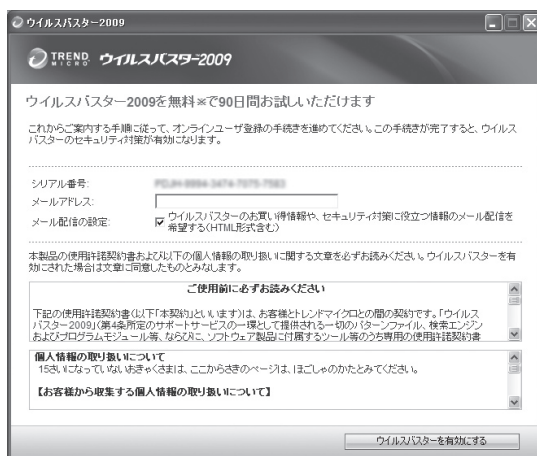 ウイルスバスター2009
TREND MICRO ウイルスバスター2009
ウイルスバスター2009を無料※で90日間お試しいただけます
これからご案内する手順に従って、オンラインユーザ登録の手続きを進めてください。この手続きが完了すると、ウイルス
バスターのセキュリティ対策が有効になります。
シリアル番号:
メールアドレス:
メール配信の設定: ウイルスバスターのお買い得情報や、セキュリティ対策に役立つ情報のメール配信を
希望する(HTML形式含む)
本製品の使用許諾契約書および以下の個人情報の取り扱いに関する文章を必ずお読みください。ウイルスバスターを有
効にされた場合は文章に同意したものとみなします。
ご使用前に必ずお読みください
下記の使用許諾契約書(以下「本契約」といいます)は、お客様とトレンドマイクロとの間の契約です。「ウイルス
バスター2009」(第4条所定のサポートサービスの一環として提供される一切のパターンファイル、検索エンジン
およびプログラムモジュール等、ならびに、ソフトウェア製品に付属するツール等のうち専用の使用許諾契約書
個人情報の取り扱いについて
15さいになっていないおきゃくさまは、ここからさきのページは、ほごしゃのかたとみてください。
【お客様から収集する個人情報の取り扱いについて】
ウイルスバスターを有効にする